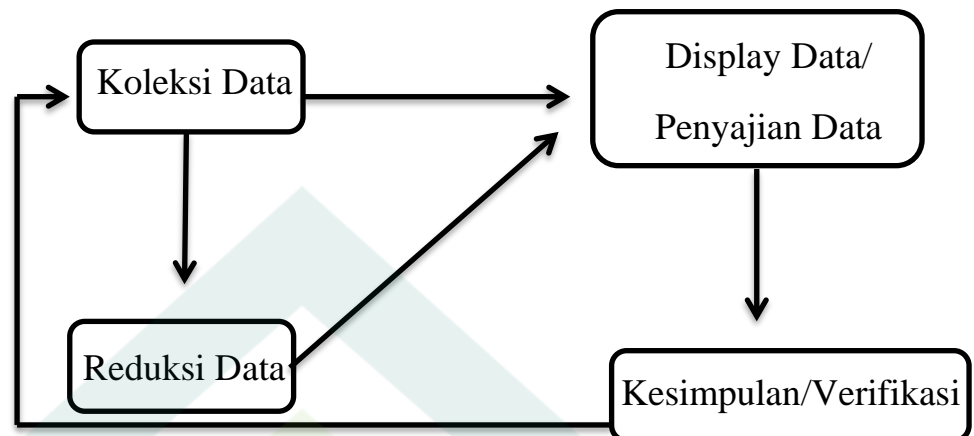 Koleksi Data
Display Data/
Penyajian Data
Reduksi Data
Kesimpulan/Verifikasi